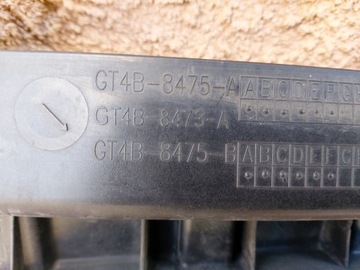 GT4B-8475-A A B C D E F G
GT4B-8473-A
GT4B-8475-B A B C D E F G